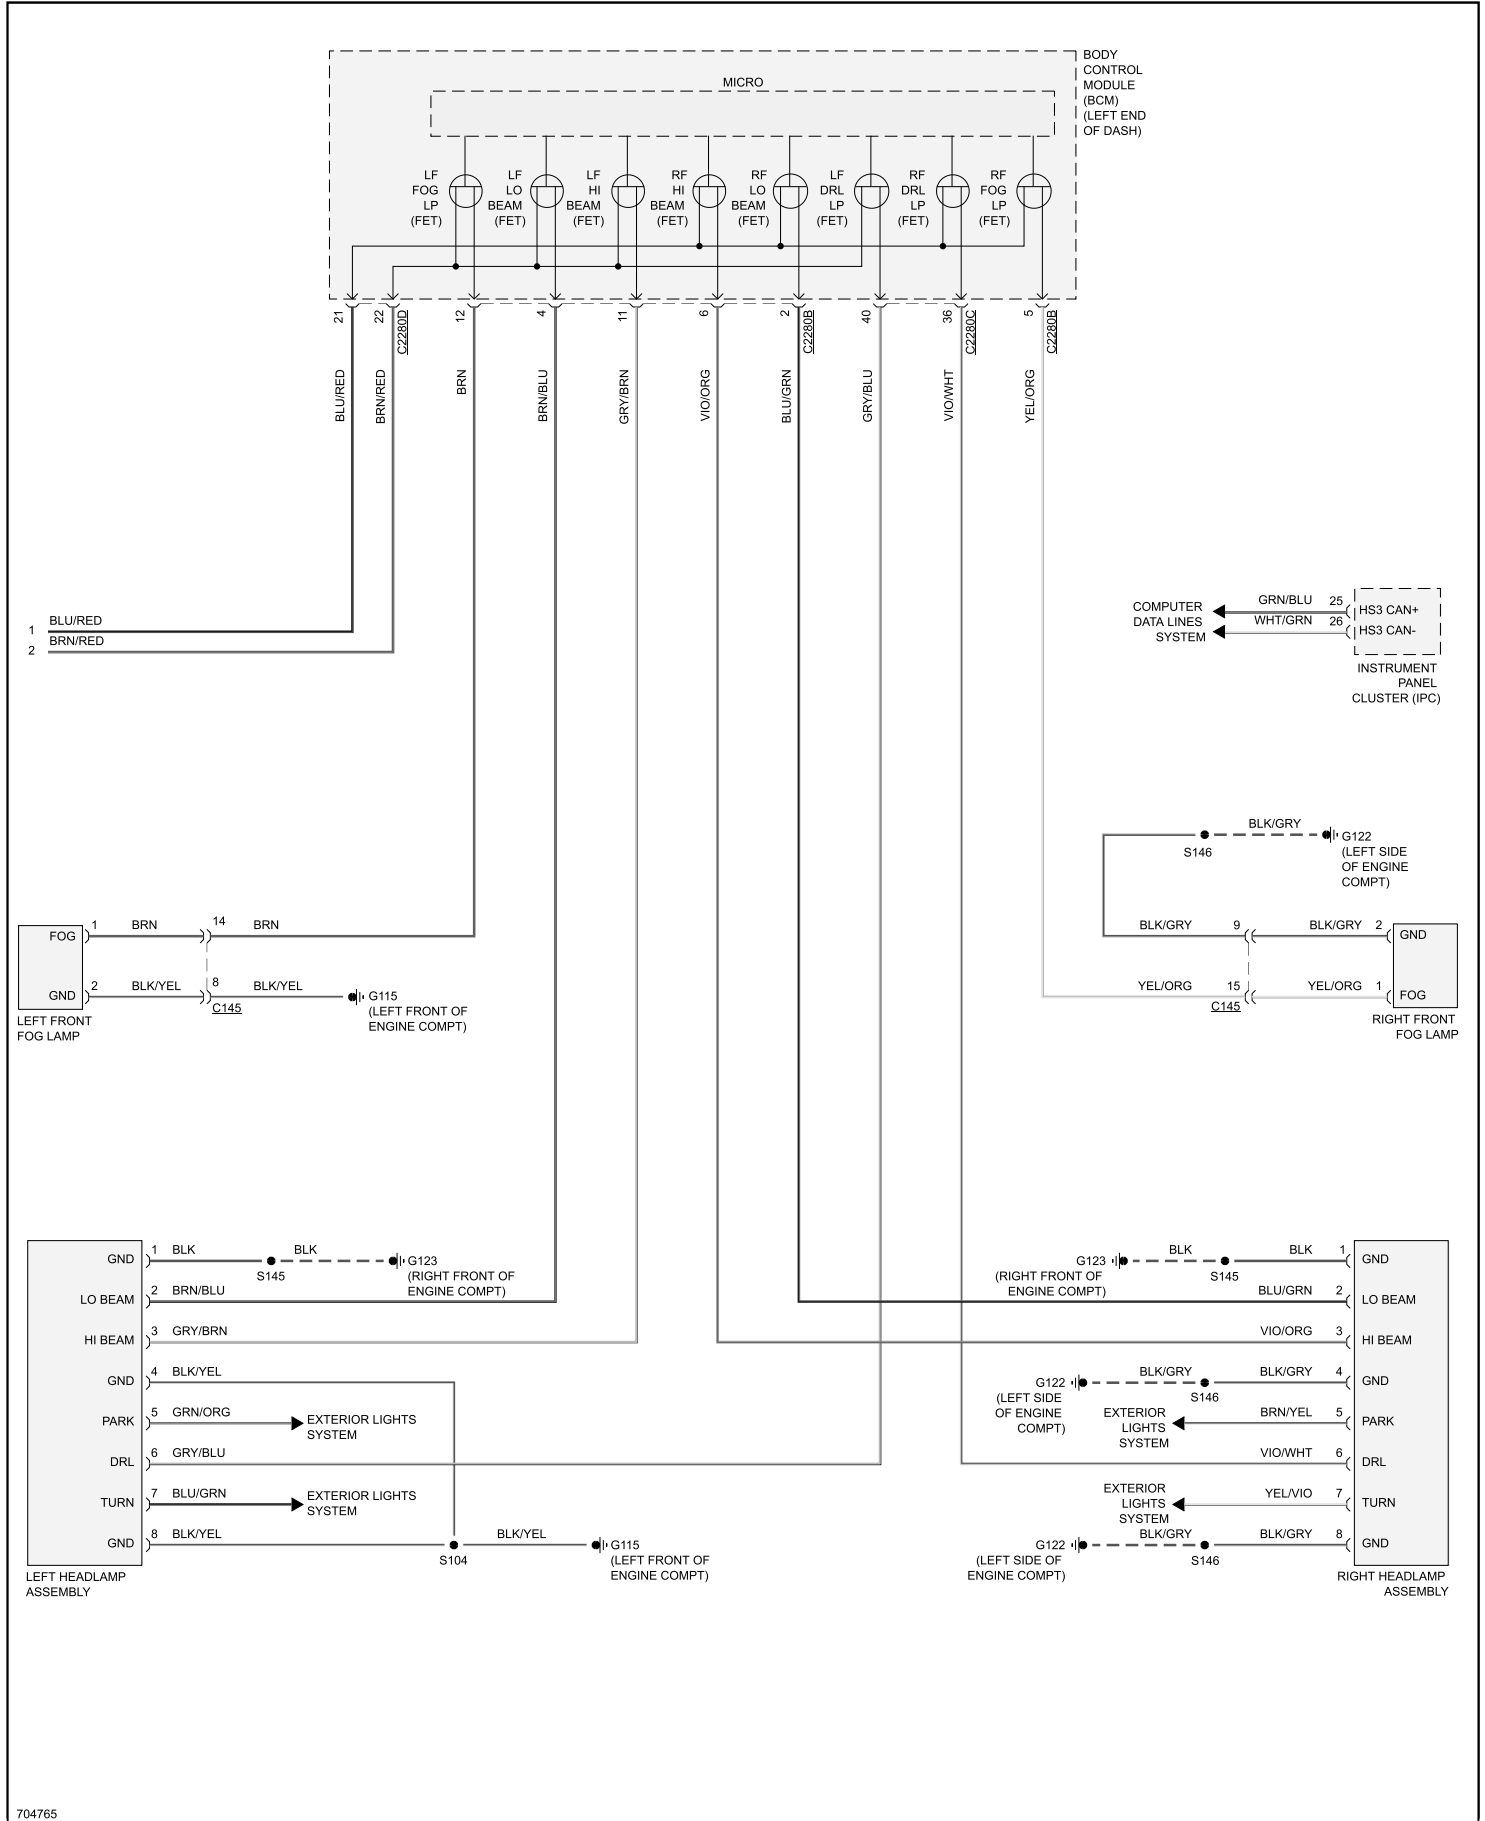 BODY
CONTROL
MODULE
(BCM)
(LEFT END
OF DASH)
MICRO
LF
FOG
LP
(FET)
LF
LO
BEAM
(FET)
LF
HI
BEAM
(FET)
RF
HI
BEAM
(FET)
RF
LO
BEAM
(FET)
LF
DRL
LP
(FET)
RF
DRL
LP
(FET)
RF
FOG
LP
(FET)
21
22
C2280D
12
4
11
6
2
C2280B
40
36
C2280C
5
C2280B
BLU/RED
BRN/RED
BRN
BRN/BLU
GRY/BRN
VIO/ORG
BLU/GRN
GRY/BLU
VIO/WHT
YEL/ORG
1
BLU/RED
2
BRN/RED
COMPUTER
DATA LINES
SYSTEM
GRN/BLU
25
HS3 CAN+
WHT/GRN
26
HS3 CAN-
INSTRUMENT
PANEL
CLUSTER (IPC)
BLK/GRY
S146
G122
(LEFT SIDE
OF ENGINE
COMPT)
FOG
1
BRN
14
BRN
GND
2
BLK/YEL
8
BLK/YEL
C145
G115
(LEFT FRONT OF
ENGINE COMPT)
LEFT FRONT
FOG LAMP
BLK/GRY
9
BLK/GRY
2
GND
YEL/ORG
15
YEL/ORG
1
FOG
C145
RIGHT FRONT
FOG LAMP
GND
1
BLK
BLK
S145
G123
(RIGHT FRONT OF
ENGINE COMPT)
LO BEAM
2
BRN/BLU
HI BEAM
3
GRY/BRN
GND
4
BLK/YEL
PARK
5
GRN/ORG
EXTERIOR LIGHTS
SYSTEM
DRL
6
GRY/BLU
TURN
7
BLU/GRN
EXTERIOR LIGHTS
SYSTEM
GND
8
BLK/YEL
S104
BLK/YEL
G115
(LEFT FRONT OF
ENGINE COMPT)
LEFT HEADLAMP
ASSEMBLY
G123
(RIGHT FRONT OF
ENGINE COMPT)
BLK
S145
BLK
1
GND
BLU/GRN
2
LO BEAM
VIO/ORG
3
HI BEAM
G122
(LEFT SIDE
OF ENGINE
COMPT)
BLK/GRY
S146
BLK/GRY
4
GND
EXTERIOR
LIGHTS
SYSTEM
BRN/YEL
5
PARK
VIO/WHT
6
DRL
EXTERIOR
LIGHTS
SYSTEM
YEL/VIO
7
TURN
G122
(LEFT SIDE OF
ENGINE COMPT)
BLK/GRY
S146
BLK/GRY
8
GND
RIGHT HEADLAMP
ASSEMBLY
704765